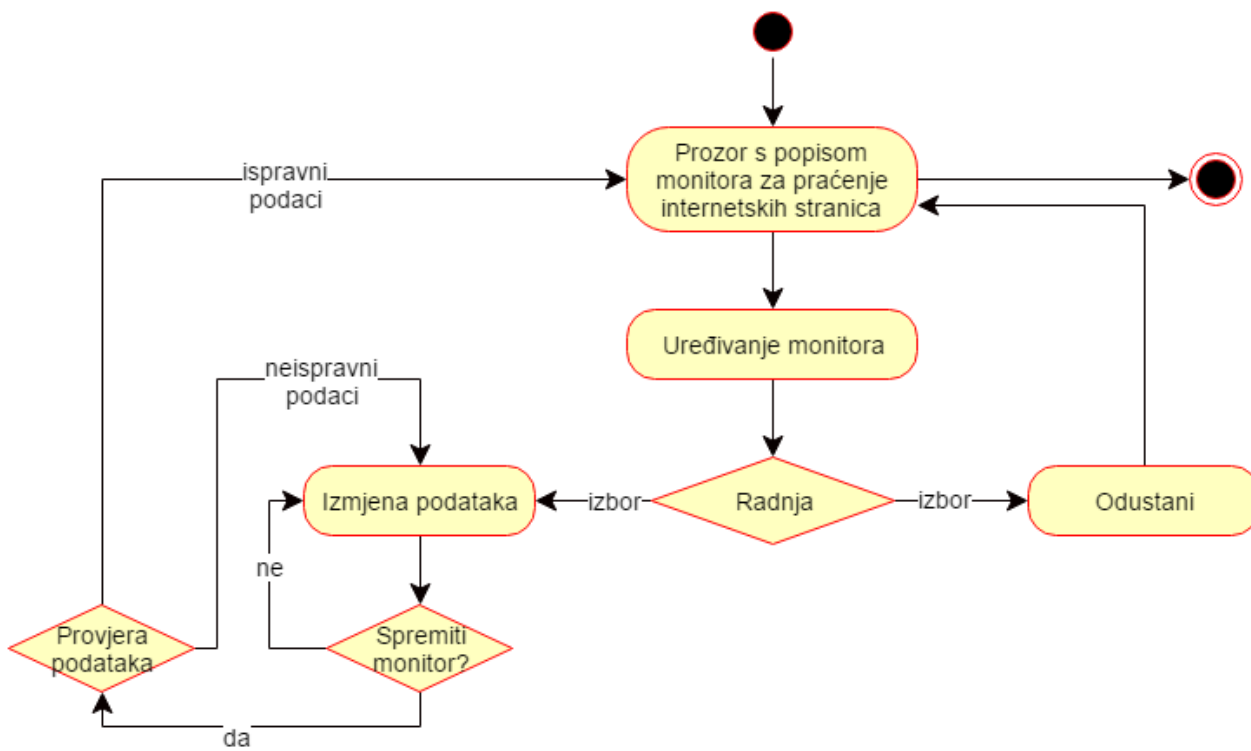 Prozor s popisom
monitora za praćenje
internetskih stranica
ispravni
podaci
Uređivanje monitora
neispravni
podaci
Izmjena podataka
izbor
Radnja
izbor
Odustani
ne
Provjera
podataka
Spremiti
monitor?
da